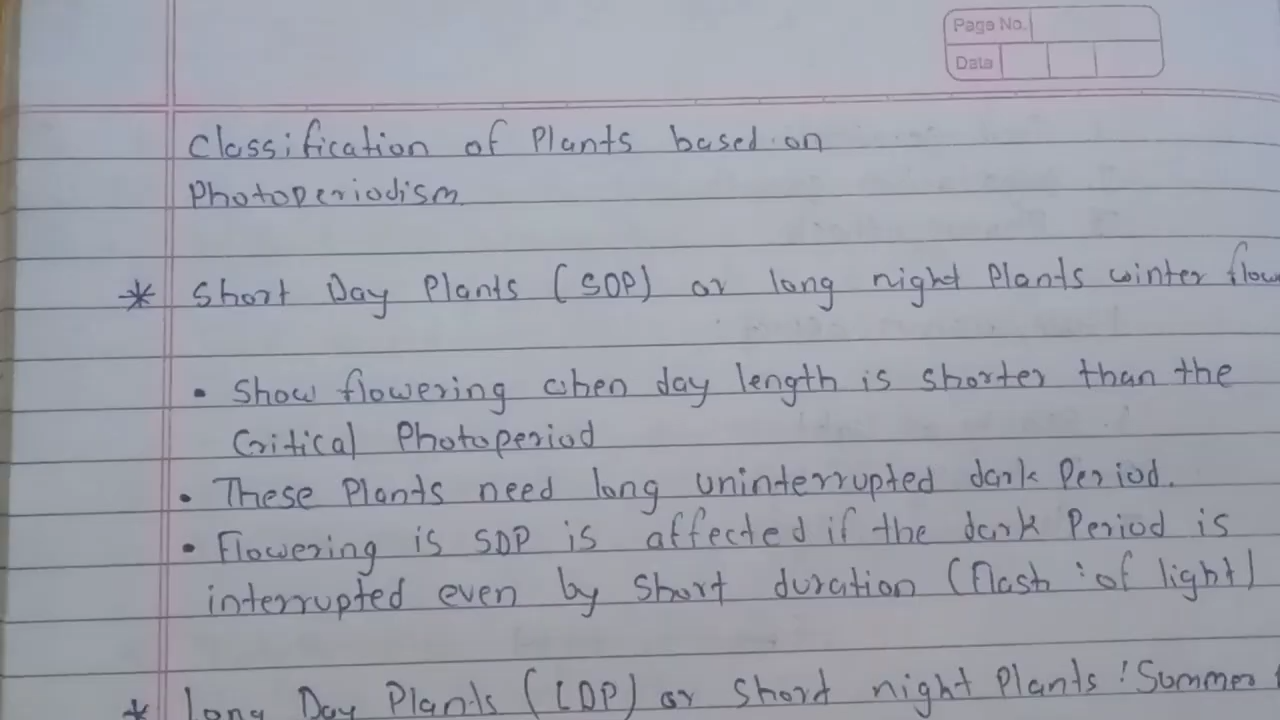 Page No.
Date
Classification of Plants based on
Photoperiodism
* Short Day Plants (SDP) or long night Plants winter flow
• Show flowering when day length is shorter than the
Critical Photoperiod
• These Plants need long uninterrupted dark Period.
• Flowering is SDP is affected if the dark Period is
interrupted even by Short duration (flash of light)
* Long Day Plants (LDP) or Short night Plants ! Summer